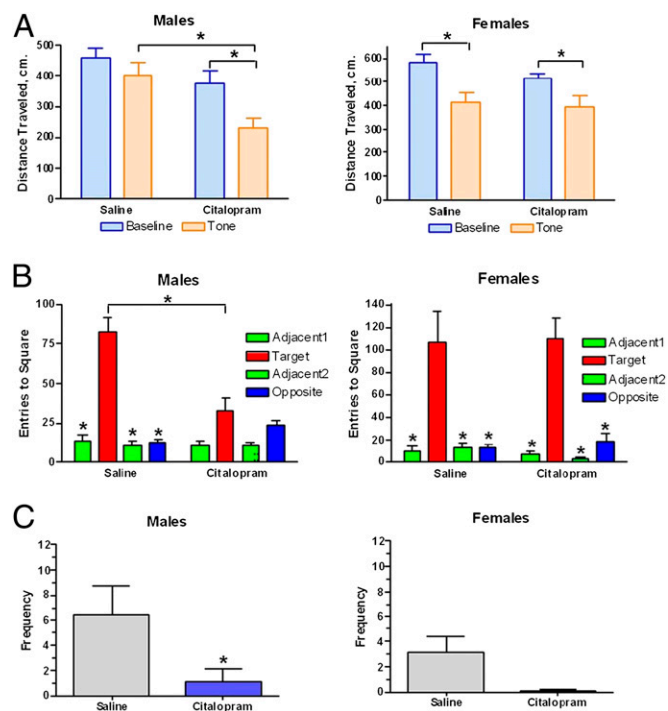 A
Males
Females
Distance Traveled, cm.
500
400
300
200
100
0
*
*
Saline
Citalopram
Baseline
Tone
Distance Traveled, cm.
600
500
400
300
200
100
0
*
*
Saline
Citalopram
Baseline
Tone
B
Males
Females
Entries to Square
100
75
50
25
0
*
*
*
*
Adjacent1
Target
Adjacent2
Opposite
Saline
Citalopram
Entries to Square
140
120
100
80
60
40
20
0
*
*
*
*
*
*
Adjacent1
Target
Adjacent2
Opposite
Saline
Citalopram
C
Males
Females
Frequency
12
10
8
6
4
2
0
*
Saline
Citalopram
Frequency
12
10
8
6
4
2
0
Saline
Citalopram